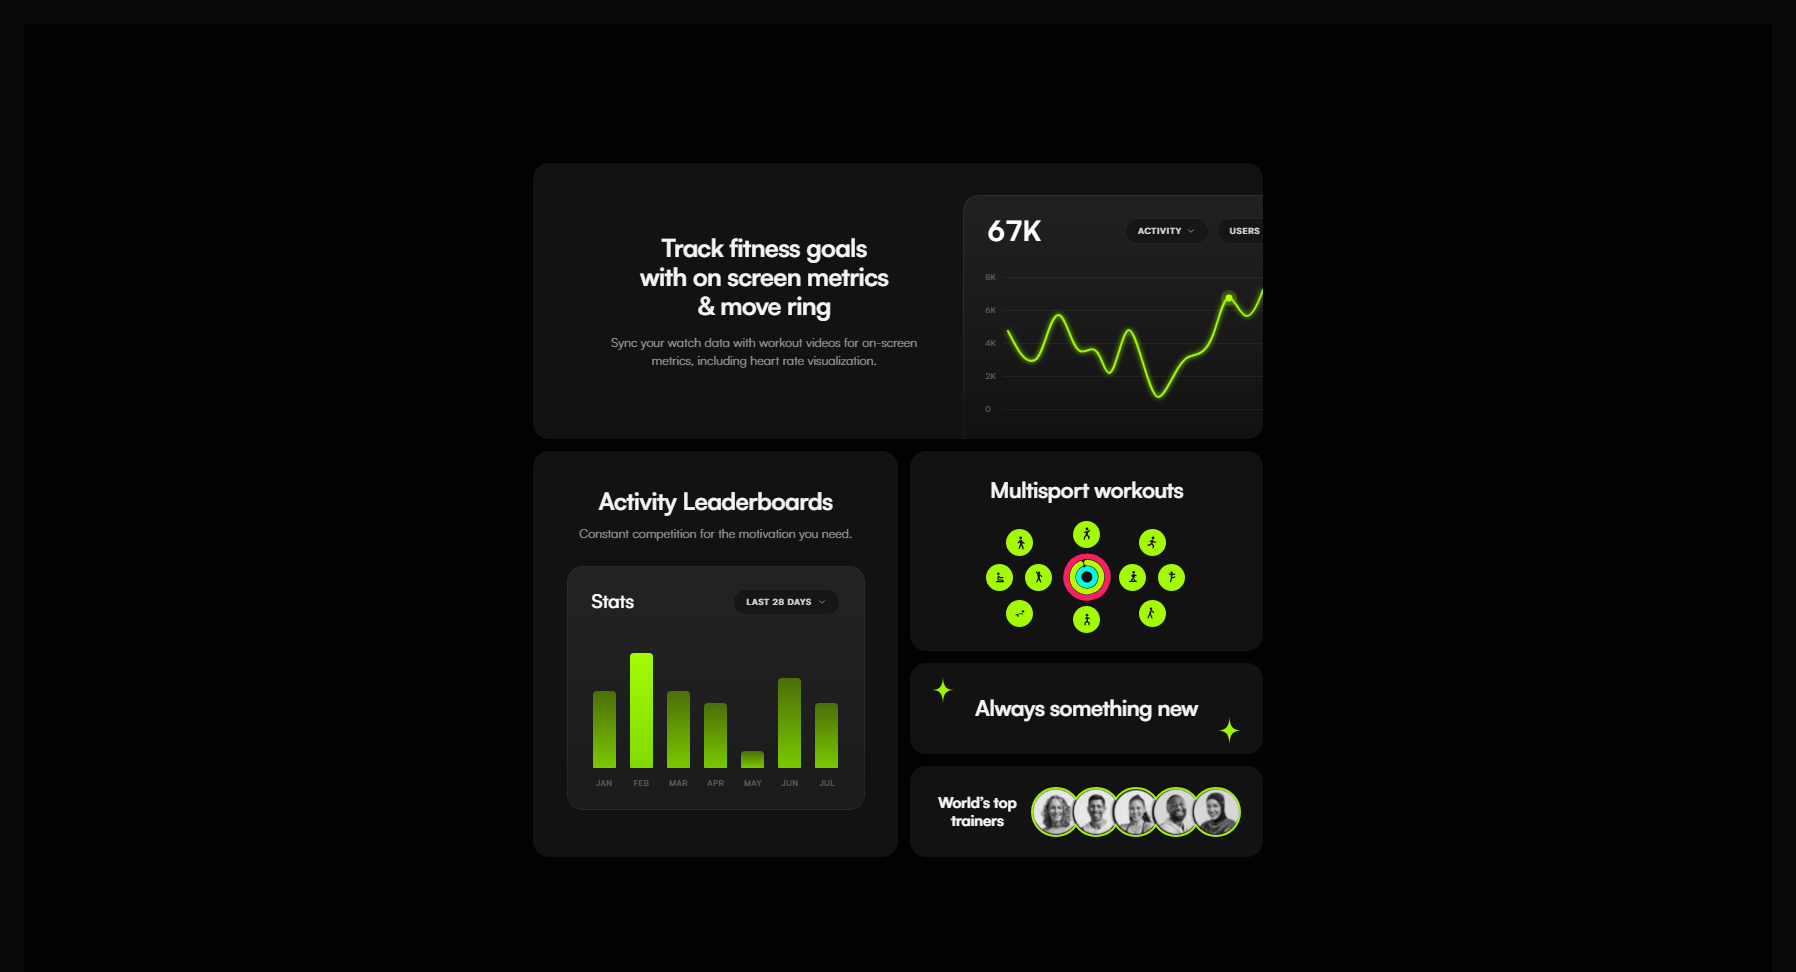 Track fitness goals
with on screen metrics
& move ring
Sync your watch data with workout videos for on-screen
metrics, including heart rate visualization.
67K
ACTIVITY
USERS
8K
6K
4K
2K
0
Activity Leaderboards
Constant competition for the motivation you need.
Stats
LAST 28 DAYS
JAN FEB MAR APR MAY JUN JUL
Multisport workouts
Always something new
World's top
trainers